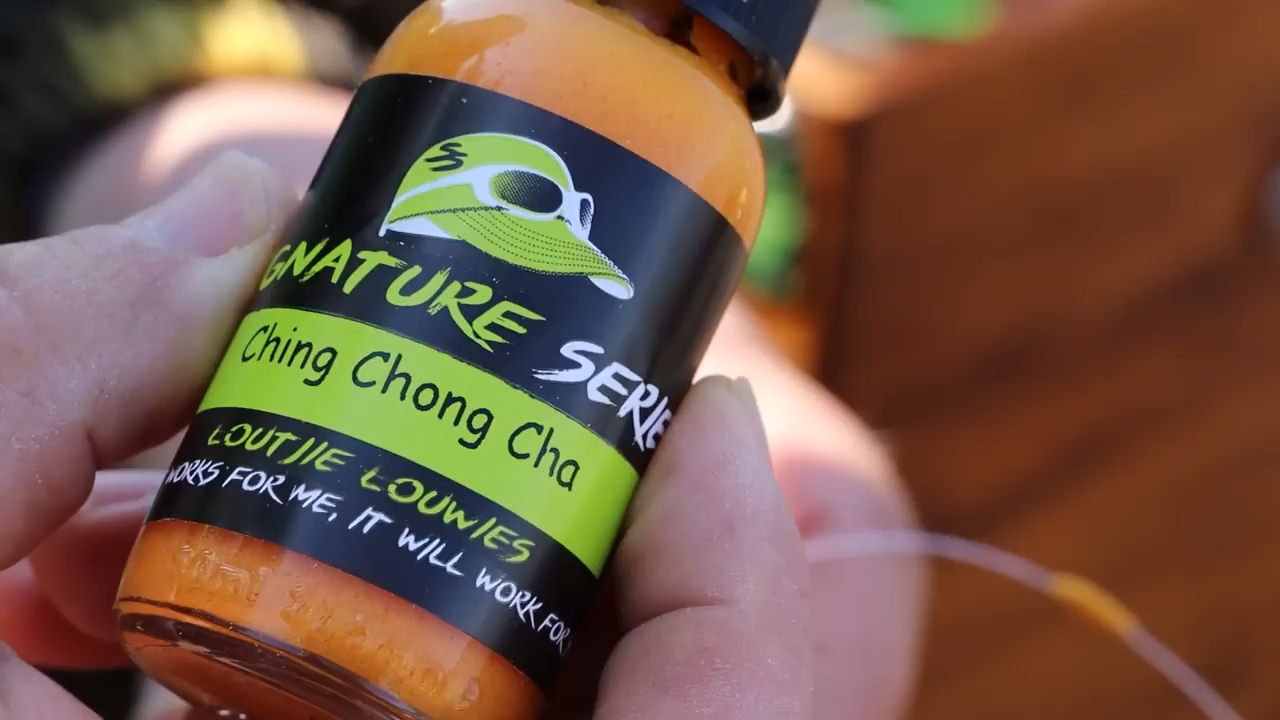 GNATURE SERIE
Ching Chong Cha
LOUTJIE LOUWIES
WORKS FOR ME, IT WILL WORK FOR